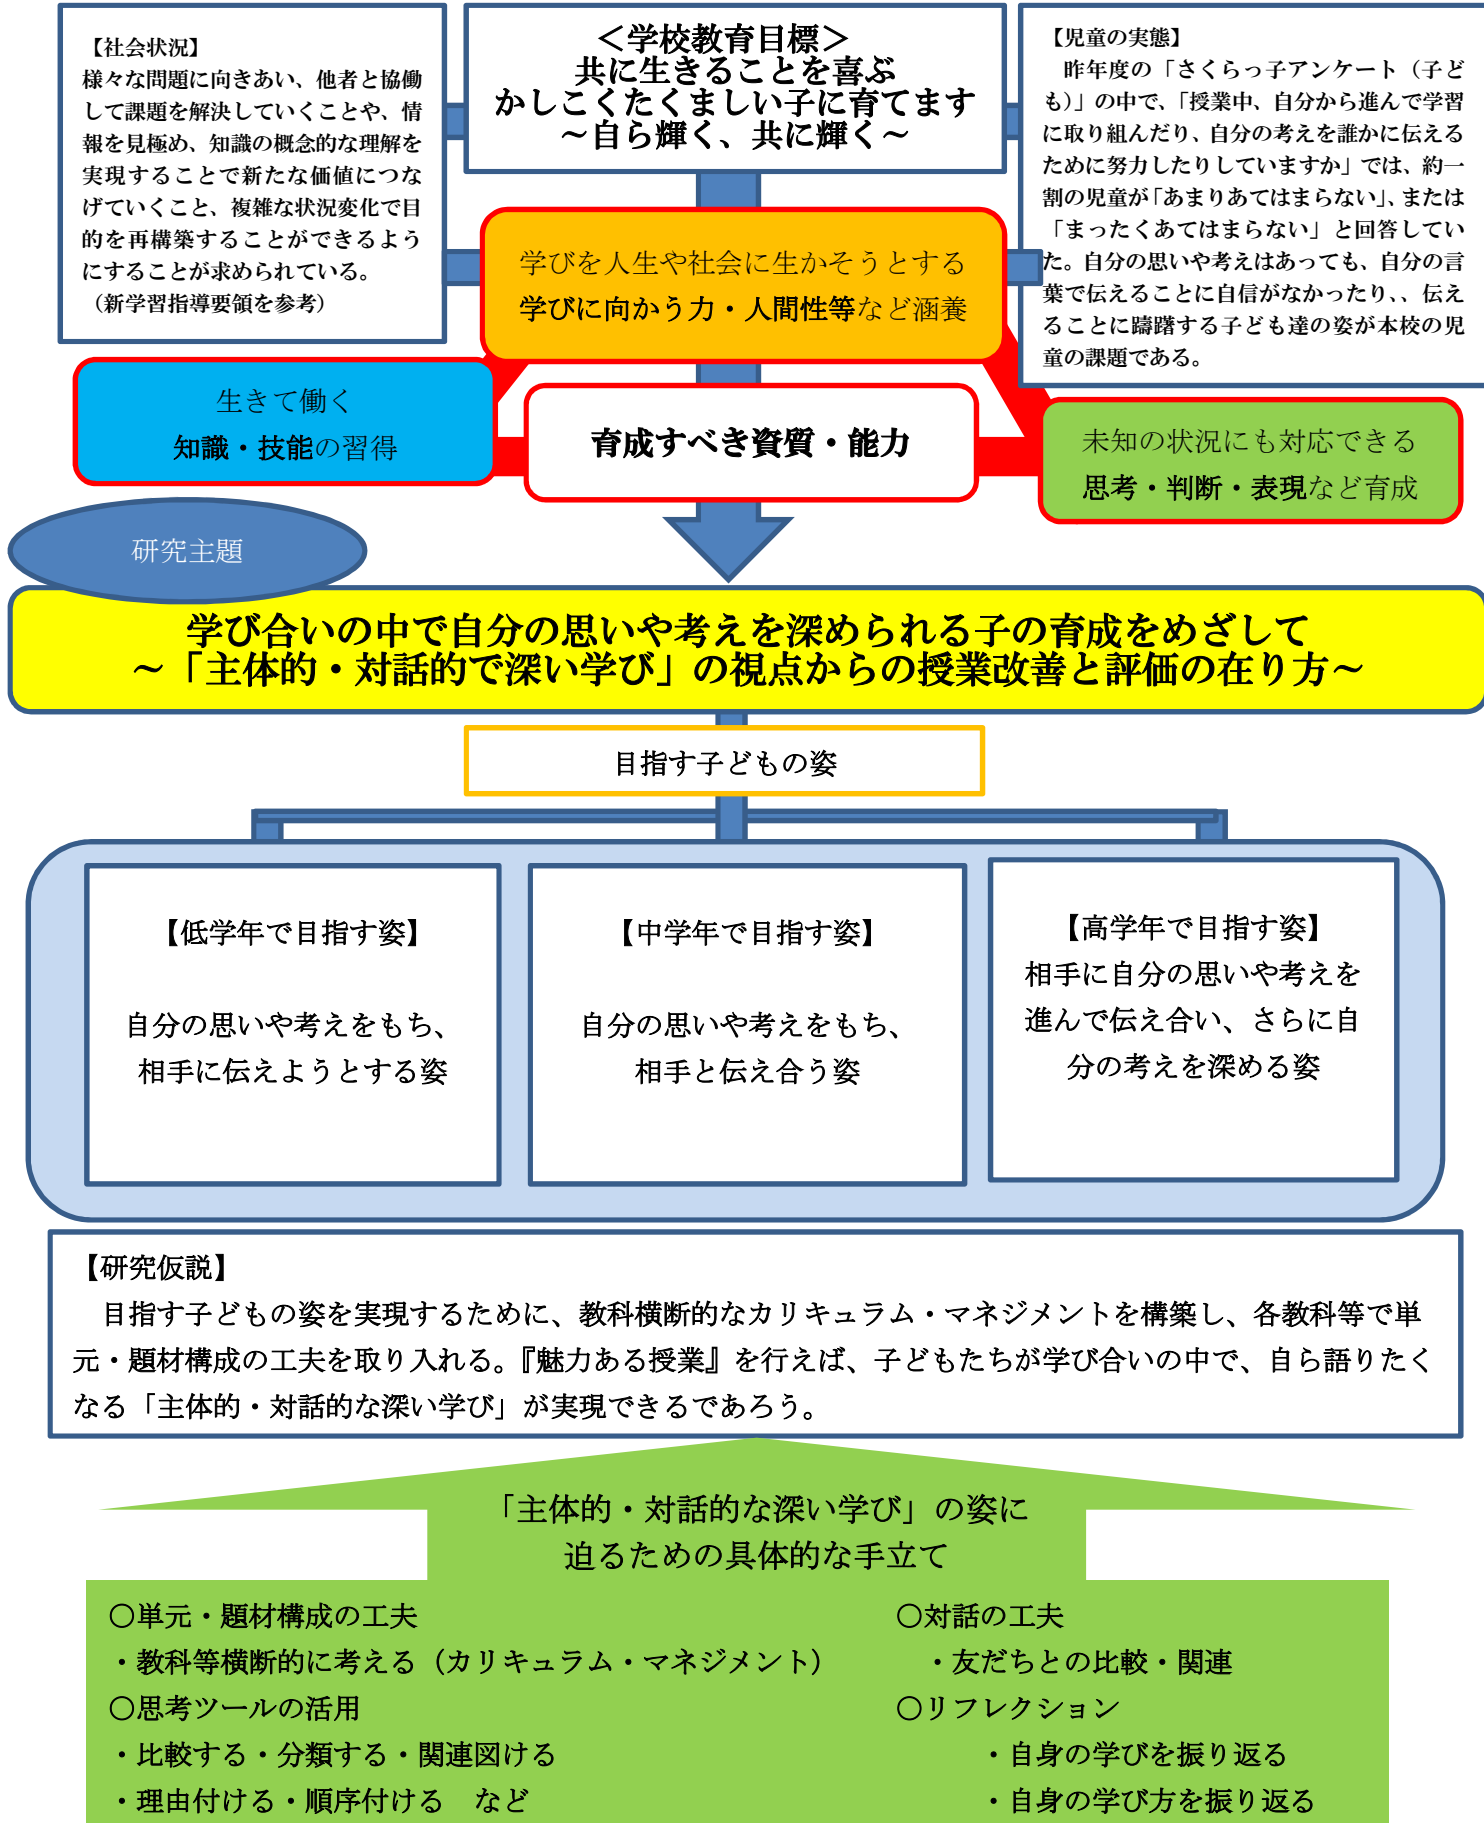 【社会状況】
様々な問題に向きあい、他者と協働
して課題を解決していくことや、情
報を見極め、知識の概念的な理解を
実現することで新たな価値につな
げていくこと、複雑な状況変化で目
的を再構築することができるよう
にすることが求められている。
（新学習指導要領を参考）
＜学校教育目標＞
共に生きることを喜ぶ
かしこくたくましい子に育てます
～自ら輝く、共に輝く～
【児童の実態】
昨年度の「さくらっ子アンケート（子ど
も）」の中で、「授業中、自分から進んで学習
に取り組んだり、自分の考えを誰かに伝える
ために努力したりしていますか」では、約一
割の児童が「あまりあてはまらない」、または
「まったくあてはまらない」と回答してい
た。自分の思いや考えはあっても、自分の言
葉で伝えることに自信がなかったり、、伝え
ることに躊躇する子ども達の姿が本校の児
童の課題である。
学びを人生や社会に生かそうとする
学びに向かう力・人間性等など涵養
生きて働く
知識・技能の習得
育成すべき資質・能力
未知の状況にも対応できる
思考・判断・表現など育成
研究主題
学び合いの中で自分の思いや考えを深められる子の育成をめざして
～「主体的・対話的で深い学び」の視点からの授業改善と評価の在り方～
目指す子どもの姿
【低学年で目指す姿】
自分の思いや考えをもち、
相手に伝えようとする姿
【中学年で目指す姿】
自分の思いや考えをもち、
相手と伝え合う姿
【高学年で目指す姿】
相手に自分の思いや考えを
進んで伝え合い、さらに自
分の考えを深める姿
【研究仮説】
目指す子どもの姿を実現するために、教科横断的なカリキュラム・マネジメントを構築し、各教科等で単
元・題材構成の工夫を取り入れる。『魅力ある授業』を行えば、子どもたちが学び合いの中で、自ら語りたく
なる「主体的・対話的な深い学び」が実現できるであろう。
「主体的・対話的な深い学び」の姿に
迫るための具体的な手立て
〇単元・題材構成の工夫
・教科等横断的に考える（カリキュラム・マネジメント）
〇思考ツールの活用
・比較する・分類する・関連図ける
・理由付ける・順序付ける　など
〇対話の工夫
・友だちとの比較・関連
〇リフレクション
・自身の学びを振り返る
・自身の学び方を振り返る